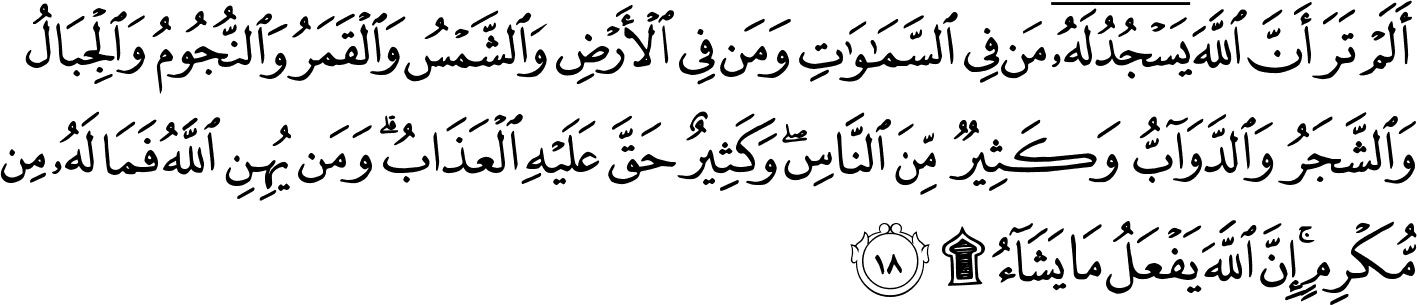 أَلَمْ تَرَ أَنَّ ٱللَّهَ يَسْجُدُ لَهُۥ مَن فِى ٱلسَّمَٰوَٰتِ وَمَن فِى ٱلْأَرْضِ وَٱلشَّمْسُ وَٱلْقَمَرُ وَٱلنُّجُومُ وَٱلْجِبَالُ
وَٱلشَّجَرُ وَٱلدَّوَآبُّ وَكَثِيرٌ مِّنَ ٱلنَّاسِ ۖ وَكَثِيرٌ حَقَّ عَلَيْهِ ٱلْعَذَابُ ۗ وَمَن يُهِنِ ٱللَّهُ فَمَا لَهُۥ مِن
مُّكْرِمٍ ۚ إِنَّ ٱللَّهَ يَفْعَلُ مَا يَشَآءُ ۩ ١٨